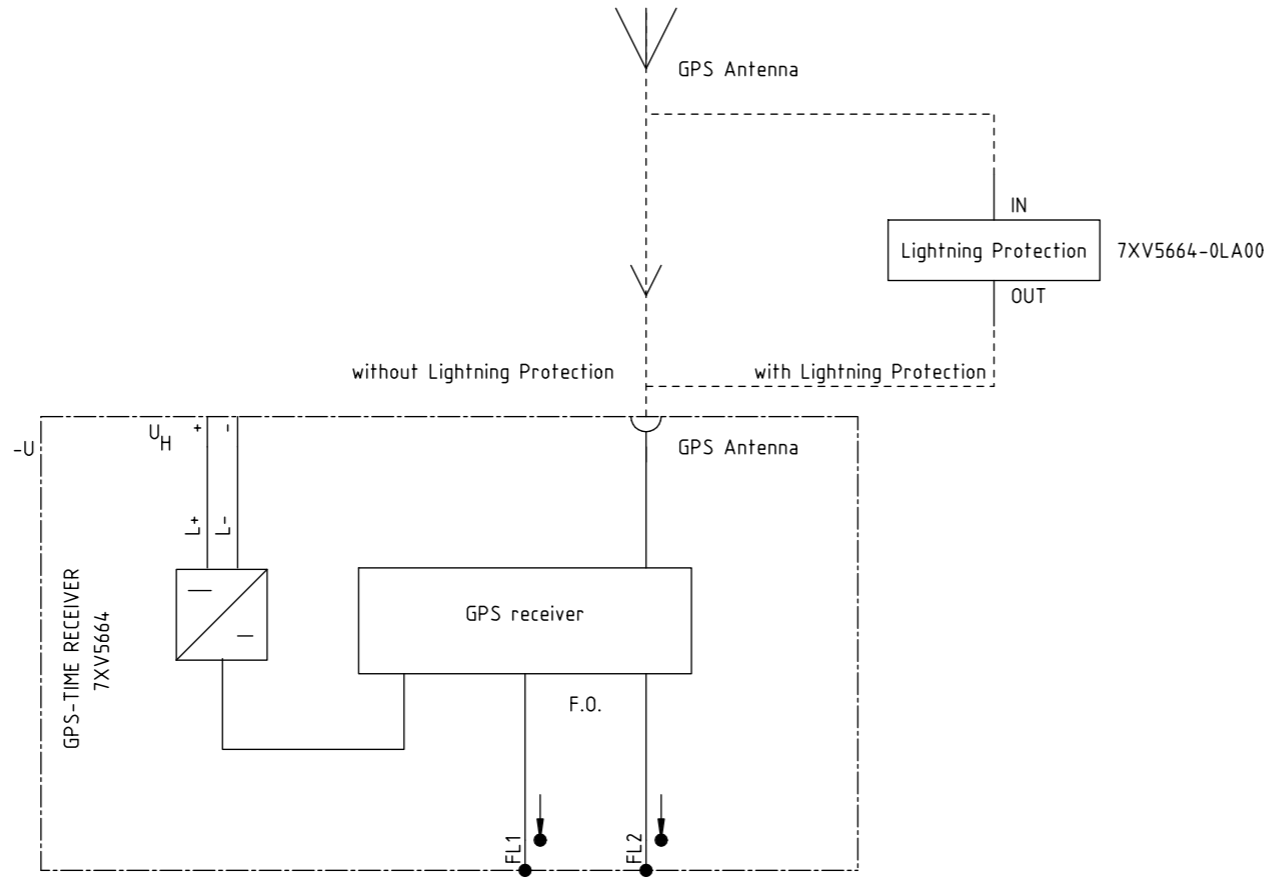 GPS Antenna
IN
Lightning Protection 7XV5664-0LA00
OUT
without Lightning Protection
with Lightning Protection
-U
UH + -
GPS Antenna
L+
L-
GPS-TIME RECEIVER
7XV5664
GPS receiver
F.O.
FL1
FL2